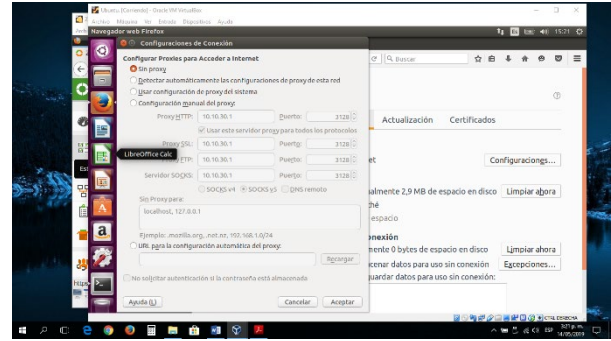 Ubuntu [Corriendo] - Oracle VM VirtualBox
Archivo Máquina Ver Entrada Dispositivos Ayuda
Navegador web Firefox
15:21
Configuraciones de Conexión
Configurar Proxies para Acceder a Internet
Sin proxy
Detectar automáticamente las configuraciones de proxy de esta red
Usar configuración de proxy del sistema
Configuración manual del proxy:
Proxy HTTP: 10.10.30.1 Puerto: 3128
Usar este servidor proxy para todos los protocolos
Proxy SSL: 10.10.30.1 Puerto: 3128
LibreOffice Calc
FTP: 10.10.30.1 Puerto: 3128
Servidor SOCKS: 10.10.30.1 Puerto: 3128
SOCKS v4 SOCKS v5 DNS remoto
Sin Proxy para:
localhost, 127.0.0.1
Ejemplo: .mozilla.org, .net.nz, 192.168.1.0/24
URL para la configuración automática del proxy:
Recargar
No solicitar autenticación si la contraseña está almacenada
Ayuda (L) Cancelar Aceptar
Buscar
Actualización Certificados
et Configuraciones...
almente 2,9 MB de espacio en disco Limpiar ahora
hé
espacio
onexión
mente 0 bytes de espacio en disco Limpiar ahora
cenar datos para uso sin conexión Excepciones...
uardar datos para uso sin conexión:
CTRL DERECHA
ESP
3:21 p. m.
14/05/2019